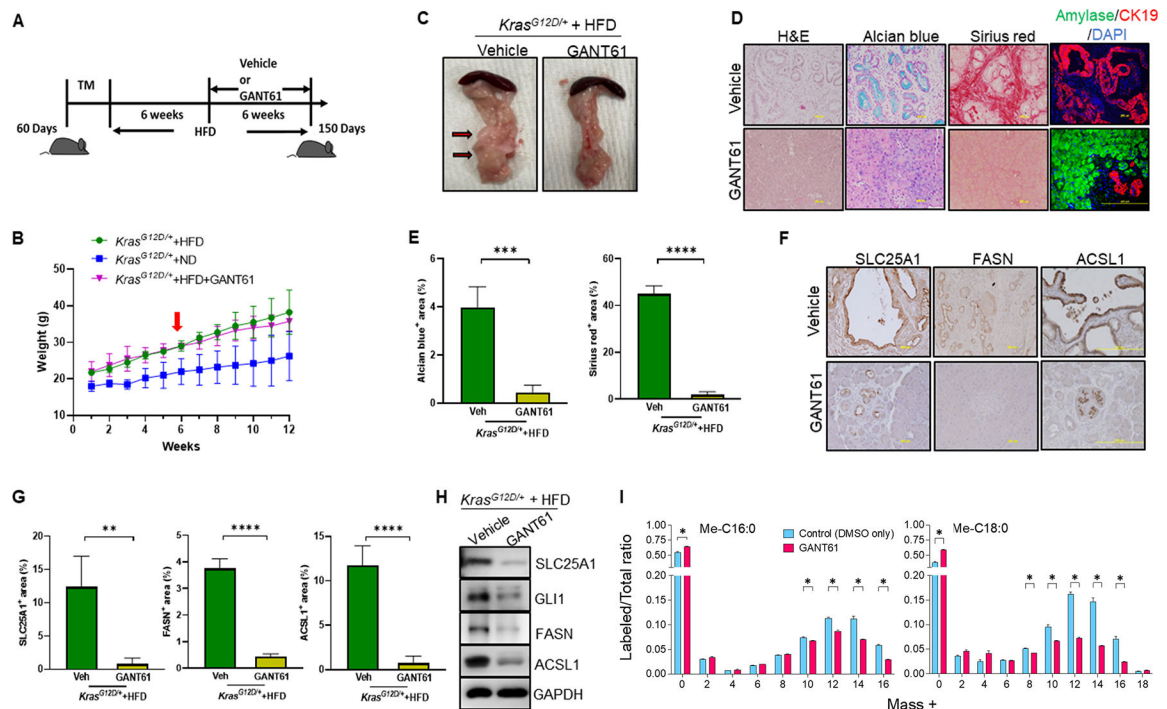 A
TM
Vehicle
or
GANT61
6 weeks
6 weeks
60 Days
HFD
150 Days
B
Kras^G12D/+ +HFD
Kras^G12D/+ +ND
Kras^G12D/+ +HFD+GANT61
Weight (g)
40
30
20
10
0 2 4 6 8 10 12
Weeks
C
Kras^G12D/+ + HFD
Vehicle GANT61
D
H&E Alcian blue Sirius red Amylase/CK19
/DAPI
Vehicle
GANT61
E
Alcian blue+ area (%)
6
4
2
0
***
Veh GANT61
Kras^G12D/+ +HFD
Sirius red+ area (%)
60
40
20
0
****
Veh GANT61
Kras^G12D/+ +HFD
F
SLC25A1 FASN ACSL1
Vehicle
GANT61
G
SLC25A1+ area (%)
20
15
10
5
0
**
Veh GANT61
Kras^G12D/+ +HFD
FASN+ area (%)
5
4
3
2
1
0
****
Veh GANT61
Kras^G12D/+ +HFD
ACSL1+ area (%)
15
10
5
0
****
Veh GANT61
Kras^G12D/+ +HFD
H
Kras^G12D/+ + HFD
Vehicle GANT61
SLC25A1
GLI1
FASN
ACSL1
GAPDH
I
Labeled/Total ratio
Me-C16:0
1.00
0.75
0.50
0.25
0.20
0.15
0.10
0.05
0.00
* * * * *
0 2 4 6 8 10 12 14 16
Control (DMSO only)
GANT61
Me-C18:0
1.00
0.75
0.50
0.25
0.20
0.15
0.10
0.05
0.00
* * * * * *
0 2 4 6 8 10 12 14 16 18
Mass +